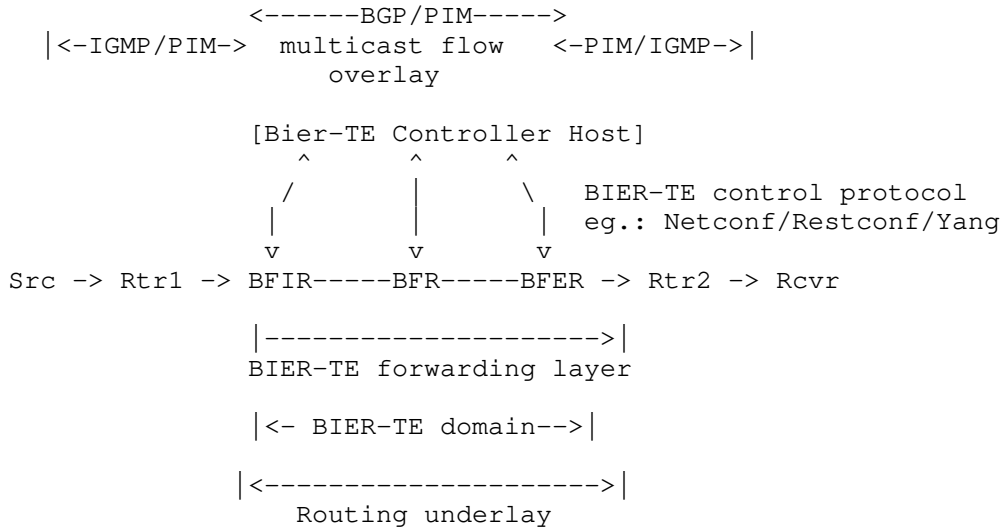 <------BGP/PIM----->
|<-IGMP/PIM-> multicast flow <-PIM/IGMP->|
overlay
[Bier-TE Controller Host]
^ ^ ^
/ | \ BIER-TE control protocol
| | | eg.: Netconf/Restconf/Yang
v v v
Src -> Rtr1 -> BFIR-----BFR-----BFER -> Rtr2 -> Rcvr
|--------------------->|
BIER-TE forwarding layer
|<- BIER-TE domain-->|
|<--------------------->|
Routing underlay